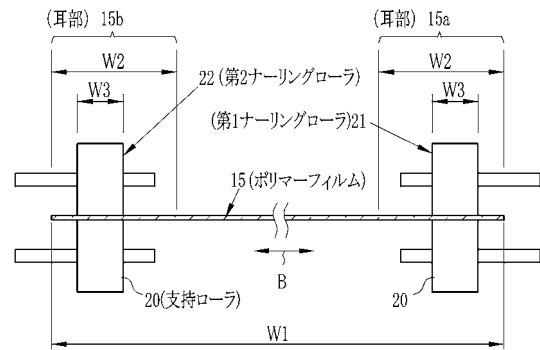 (耳部) 15b
(耳部) 15a
W2
W2
W3
22(第2ナーリングローラ)
W3
(第1ナーリングローラ)21
15(ポリマーフィルム)
B
20(支持ローラ)
20
W1